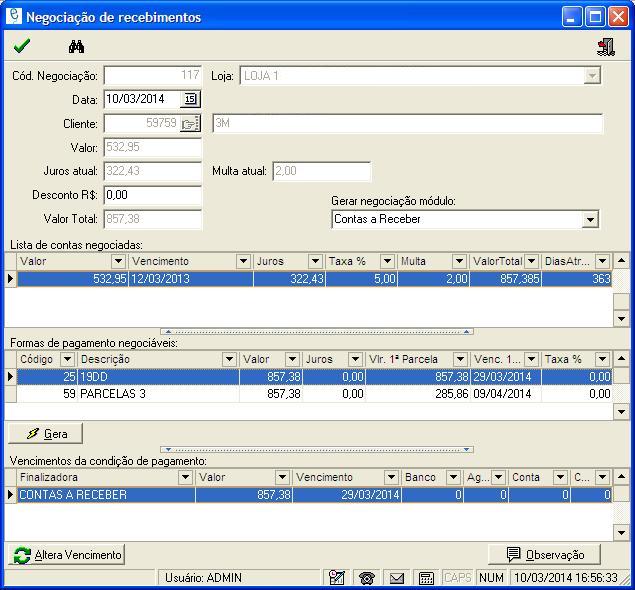 Negociação de recebimentos
Cód. Negociação: 117 Loja: LOJA 1
Data: 10/03/2014 15
Cliente: 59759 3M
Valor: 532,95
Juros atual: 322,43 Multa atual: 2,00
Desconto R$: 0,00
Gerar negociação módulo:
Valor Total: 857,38 Contas a Receber
Lista de contas negociadas:
Valor Vencimento Juros Taxa % Multa ValorTotal DiasAtr...
532,95 12/03/2013 322,43 5,00 2,00 857,385 363
Formas de pagamento negociáveis:
Código Descrição Valor Juros Vlr. 1ª Parcela Venc. 1... Taxa %
25 19DD 857,38 0,00 857,38 29/03/2014 0,00
59 PARCELAS 3 857,38 0,00 285,86 09/04/2014 0,00
Gera
Vencimentos da condição de pagamento:
Finalizadora Valor Vencimento Banco Ag... Conta C...
CONTAS A RECEBER 857,38 29/03/2014 0 0 0 0
Altera Vencimento Observação
Usuário: ADMIN CAPS NUM 10/03/2014 16:56:33